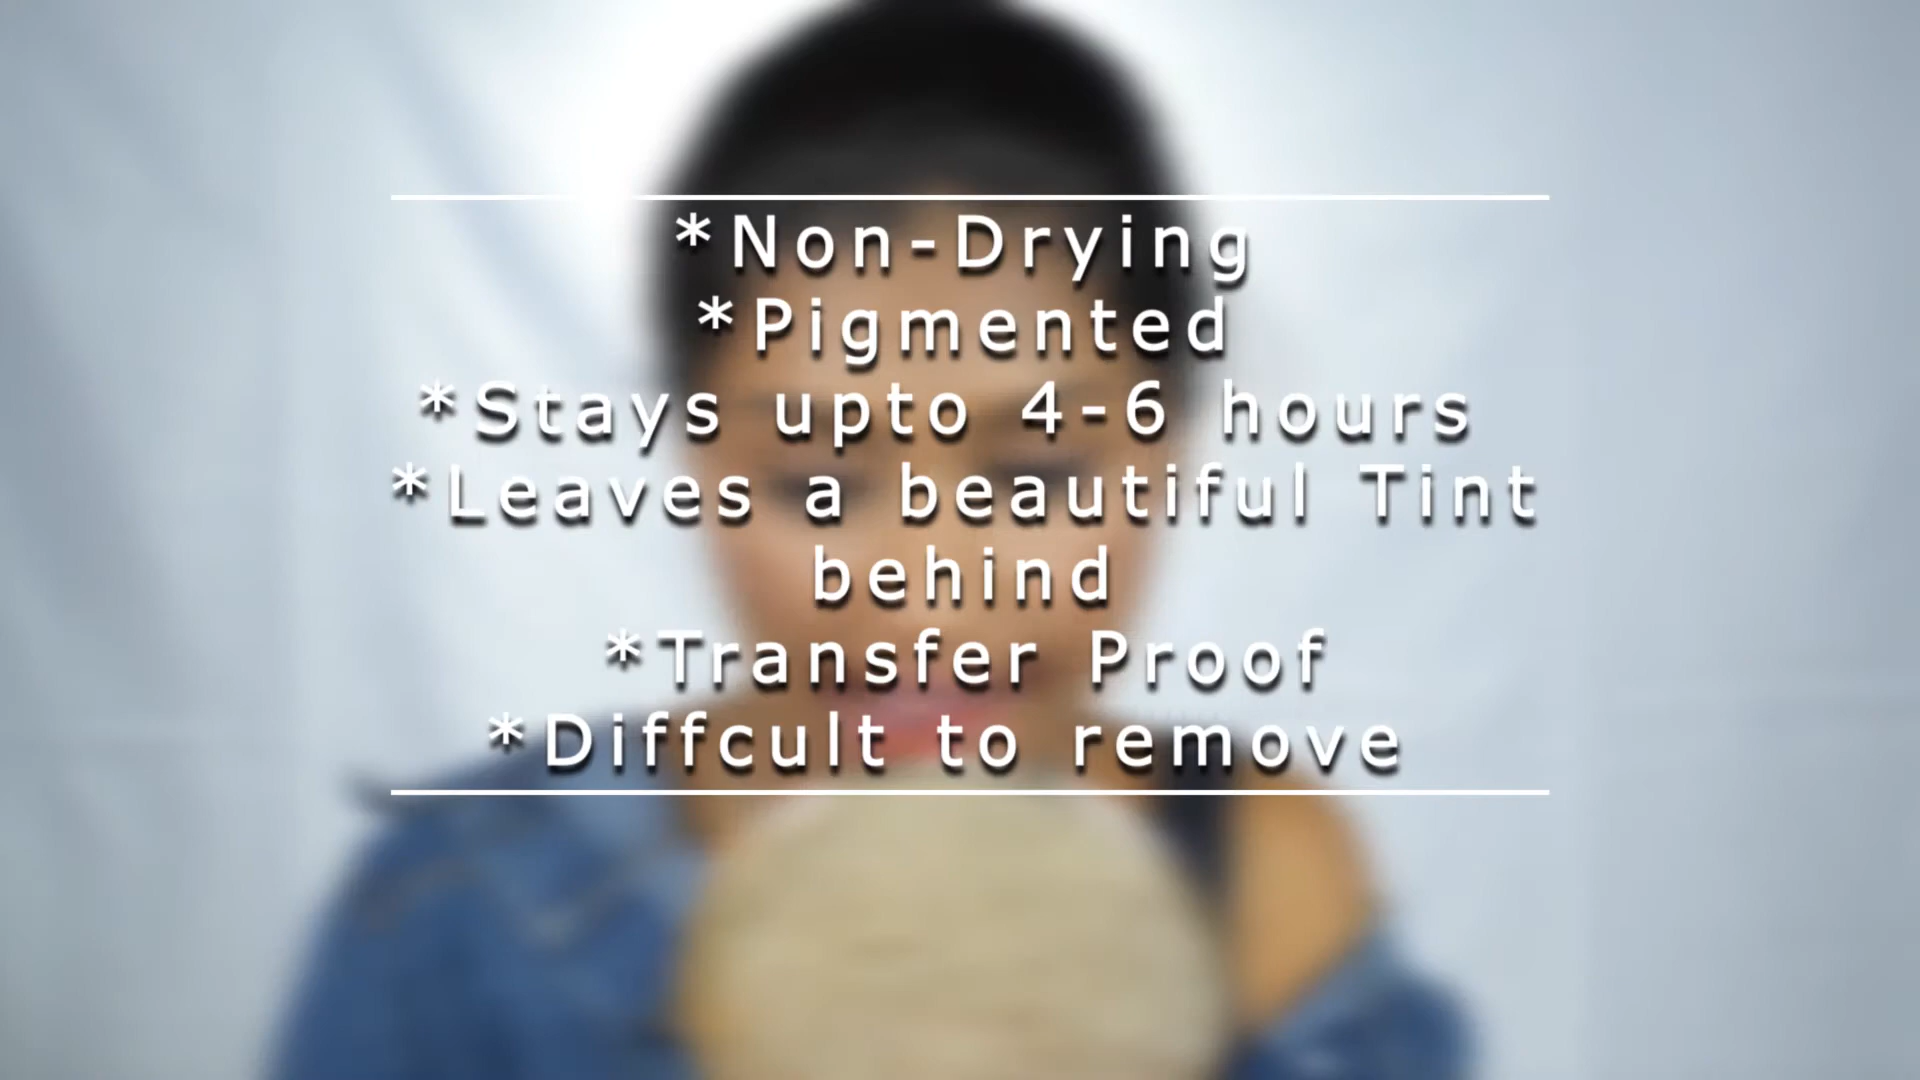 *Non-Drying
*Pigmented
*Stays upto 4-6 hours
*Leaves a beautiful Tint
behind
*Transfer Proof
*Diffcult to remove